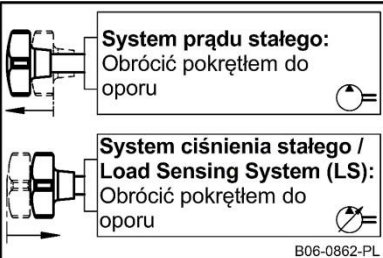 System prądu stałego:
Obrócić pokrętłem do
oporu
System ciśnienia stałego /
Load Sensing System (LS):
Obrócić pokrętłem do
oporu
B06-0862-PL